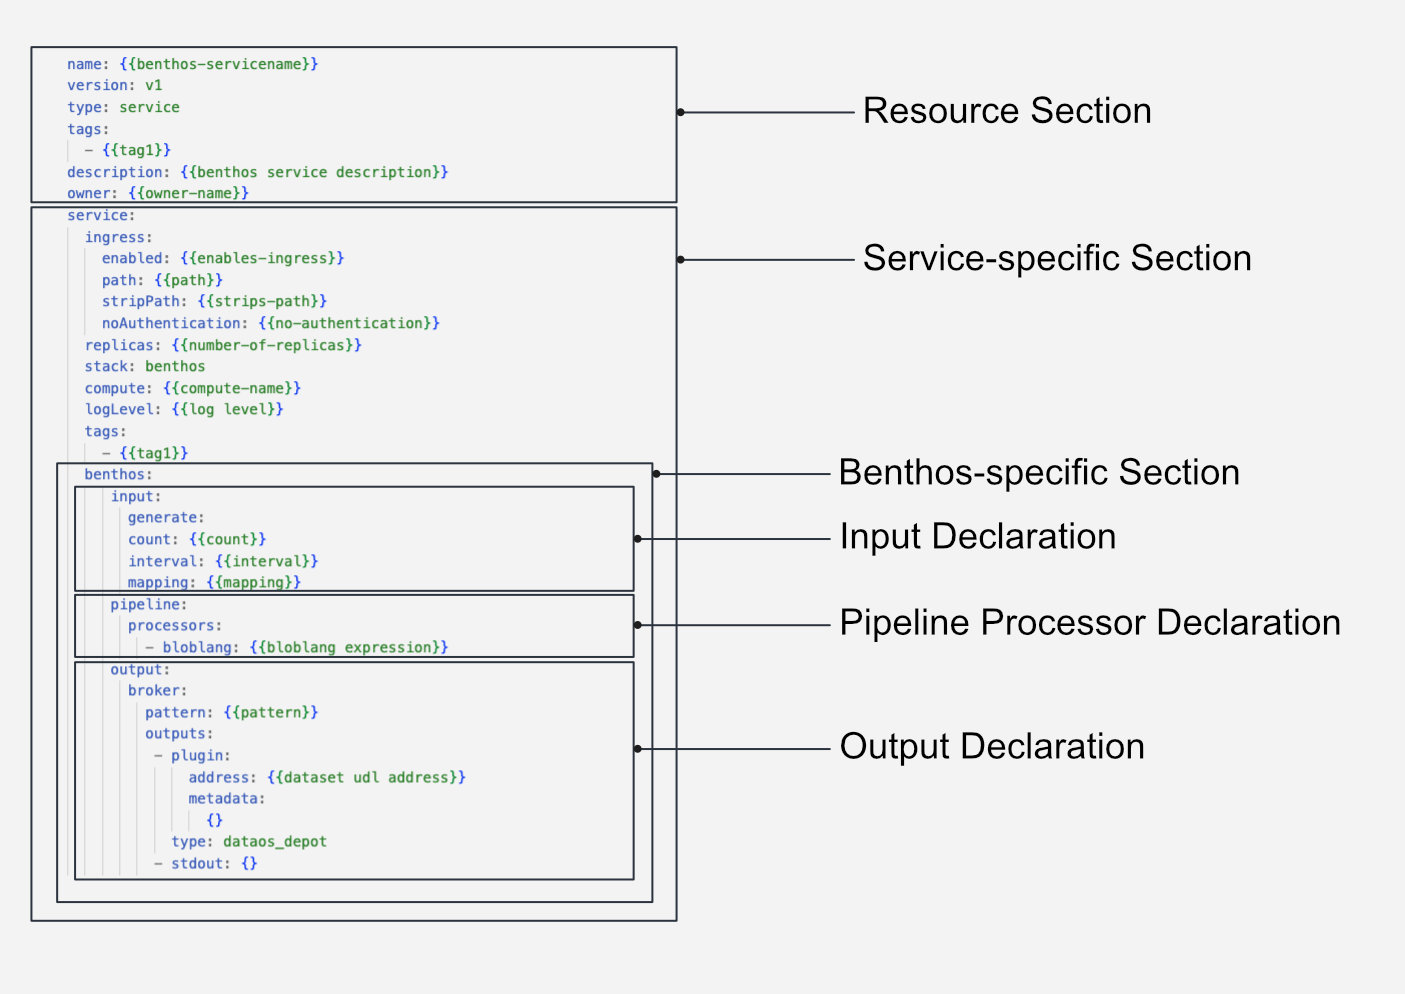 name: {{benthos-servicename}}
version: v1
type: service
tags:
- {{tag1}}
description: {{benthos service description}}
owner: {{owner-name}}
Resource Section
service:
ingress:
enabled: {{enables-ingress}}
path: {{path}}
stripPath: {{strips-path}}
noAuthentication: {{no-authentication}}
replicas: {{number-of-replicas}}
stack: benthos
compute: {{compute-name}}
logLevel: {{log level}}
tags:
- {{tag1}}
Service-specific Section
benthos:
Benthos-specific Section
input:
generate:
count: {{count}}
interval: {{interval}}
mapping: {{mapping}}
Input Declaration
pipeline:
processors:
- bloblang: {{bloblang expression}}
Pipeline Processor Declaration
output:
broker:
pattern: {{pattern}}
outputs:
- plugin:
address: {{dataset udl address}}
metadata:
{}
type: dataos_depot
- stdout: {}
Output Declaration